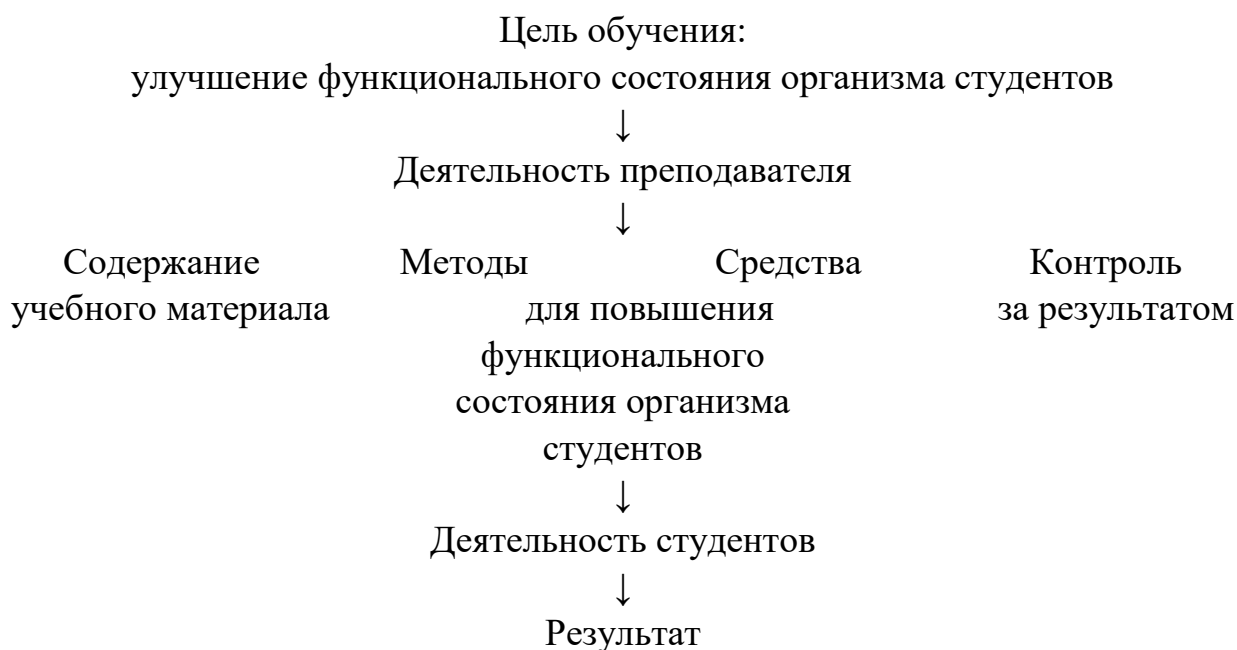 Цель обучения:
улучшение функционального состояния организма студентов
↓
Деятельность преподавателя
↓
Содержание Методы Средства Контроль
учебного материала для повышения за результатом
функционального
состояния организма
студентов
↓
Деятельность студентов
↓
Результат